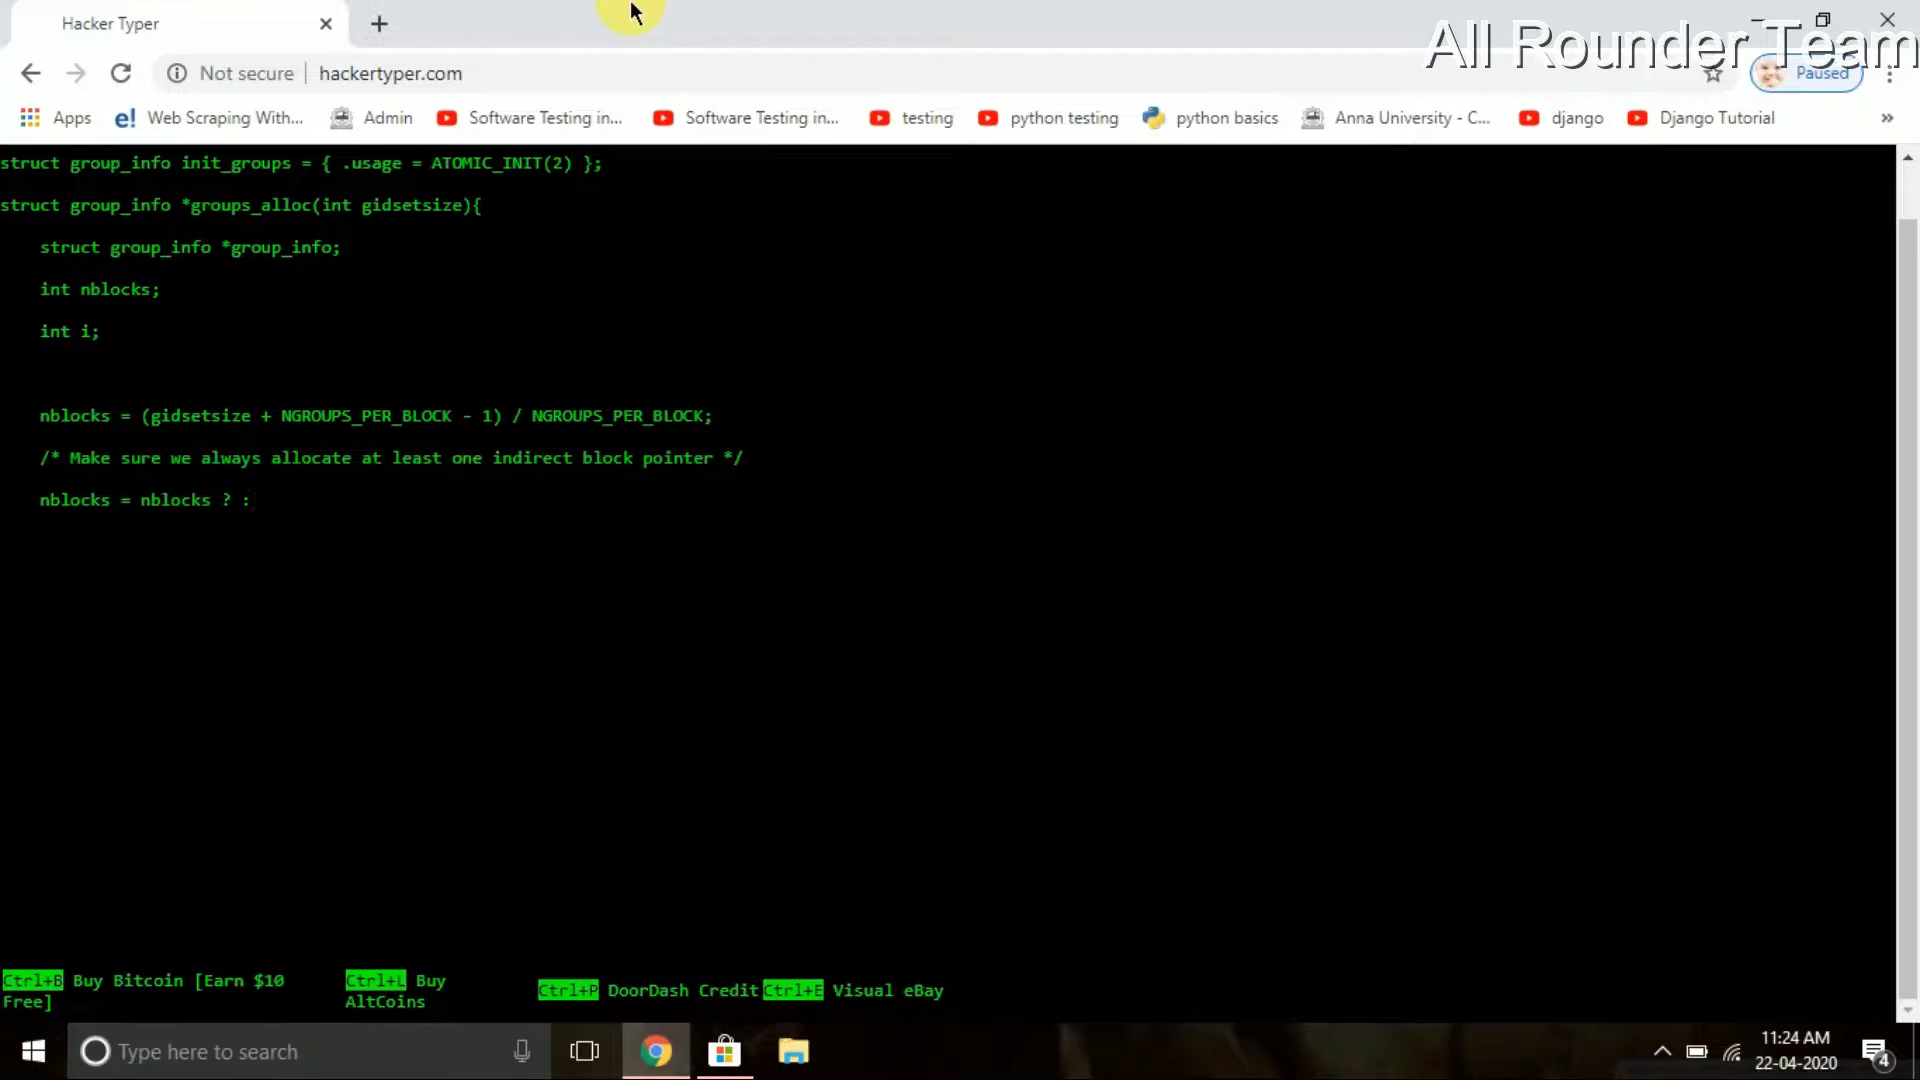 Hacker Typer
All Rounder Team
Not secure
hackertyper.com
Paused
Apps
Web Scraping With...
Admin
Software Testing in...
Software Testing in...
testing
python testing
python basics
Anna University - C...
django
Django Tutorial
»
struct group_info init_groups = { .usage = ATOMIC_INIT(2) };
struct group_info *groups_alloc(int gidsetsize){
struct group_info *group_info;
int nblocks;
int i;
nblocks = (gidsetsize + NGROUPS_PER_BLOCK - 1) / NGROUPS_PER_BLOCK;
/* Make sure we always allocate at least one indirect block pointer */
nblocks = nblocks ? :
Ctrl+B Buy Bitcoin [Earn $10
Free]
Ctrl+L Buy
AltCoins
Ctrl+P DoorDash Credit
Ctrl+E Visual eBay
Type here to search
11:24 AM
22-04-2020
4